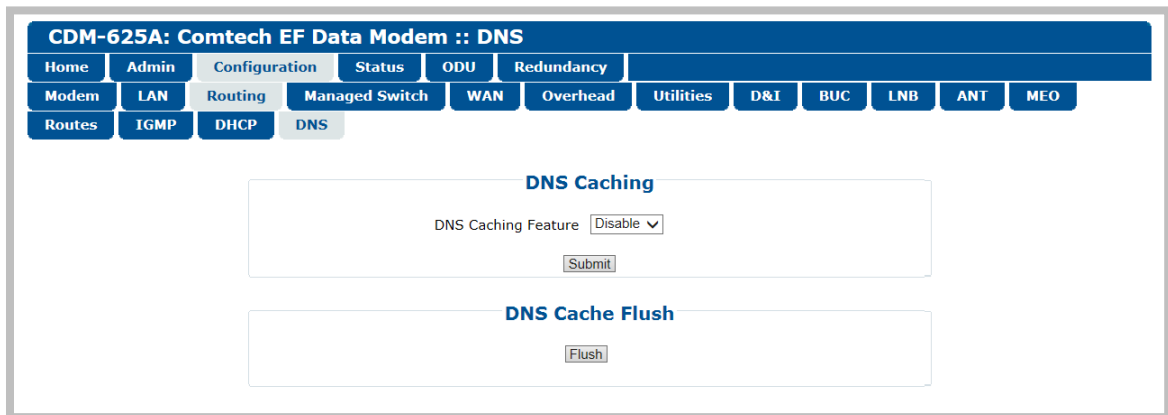 CDM-625A: Comtech EF Data Modem :: DNS
Home Admin Configuration Status ODU Redundancy
Modem LAN Routing Managed Switch WAN Overhead Utilities D&I BUC LNB ANT MEO
Routes IGMP DHCP DNS
DNS Caching
DNS Caching Feature Disable
Submit
DNS Cache Flush
Flush